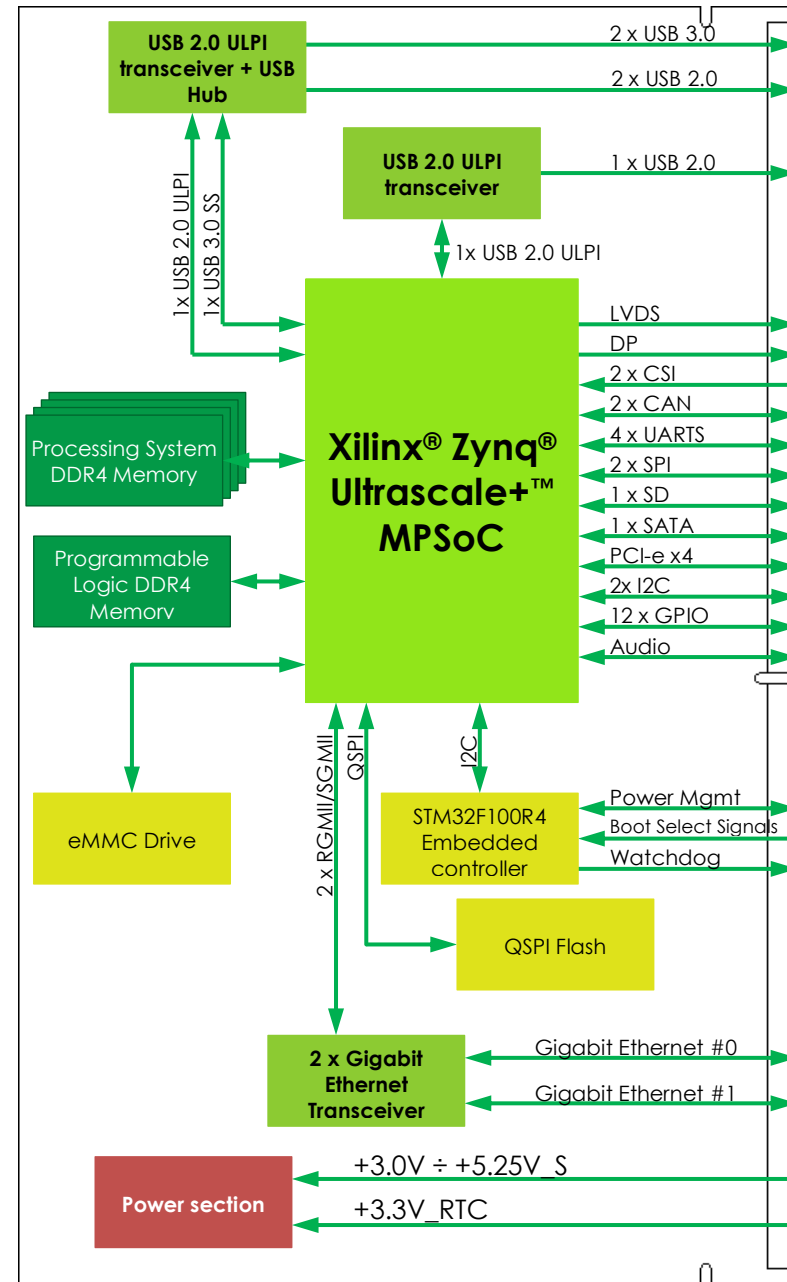 USB 2.0 ULPI
transceiver + USB
Hub
2 x USB 3.0
2 x USB 2.0
USB 2.0 ULPI
transceiver
1 x USB 2.0
1x USB 2.0 ULPI
1x USB 3.0 SS
1x USB 2.0 ULPI
Xilinx® Zynq®
Ultrascale+™
MPSoC
LVDS
DP
2 x CSI
2 x CAN
4 x UARTS
2 x SPI
1 x SD
1 x SATA
PCI-e x4
2x I2C
12 x GPIO
Audio
Processing System
DDR4 Memory
Programmable
Logic DDR4
Memory
eMMC Drive
2 x RGMII/SGMII
QSPI
I2C
STM32F100R4
Embedded
controller
Power Mgmt
Boot Select Signals
Watchdog
QSPI Flash
2 x Gigabit
Ethernet
Transceiver
Gigabit Ethernet #0
Gigabit Ethernet #1
Power section
+3.0V ÷ +5.25V_S
+3.3V_RTC